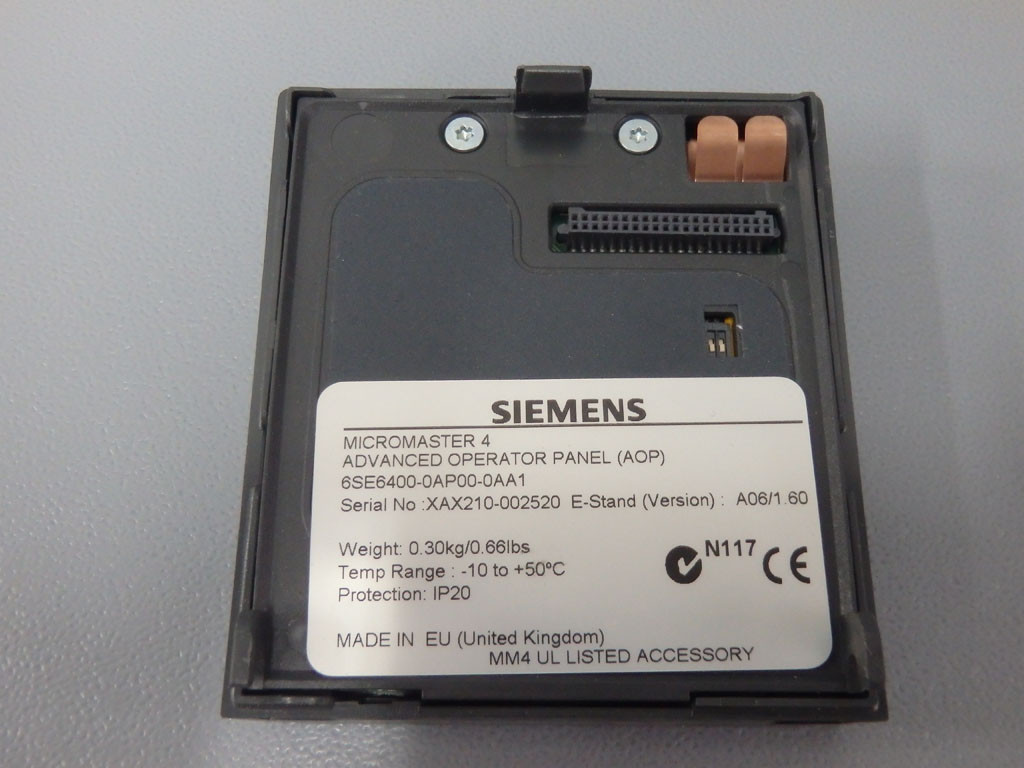 SIEMENS
MICROMASTER 4
ADVANCED OPERATOR PANEL (AOP)
6SE6400-0AP00-0AA1
Serial No :XAX210-002520 E-Stand (Version) : A06/1.60
Weight: 0.30kg/0.66lbs
N117 CE
Temp Range : -10 to +50ºC
Protection: IP20
MADE IN EU (United Kingdom)
MM4 UL LISTED ACCESSORY